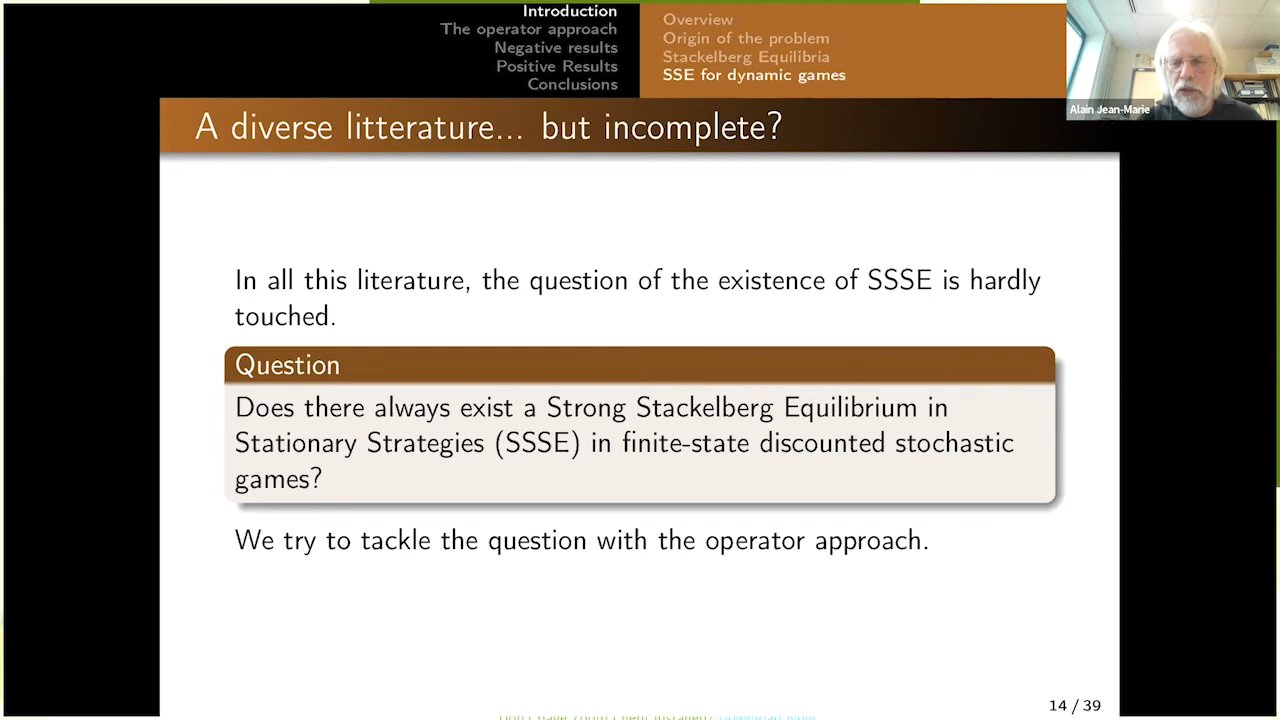 Introduction
The operator approach
Negative results
Positive Results
Conclusions
Overview
Origin of the problem
Stackelberg Equilibria
SSE for dynamic games
Alain Jean-Marie
A diverse litterature... but incomplete?
In all this literature, the question of the existence of SSSE is hardly
touched.
Question
Does there always exist a Strong Stackelberg Equilibrium in
Stationary Strategies (SSSE) in finite-state discounted stochastic
games?
We try to tackle the question with the operator approach.
14 / 39